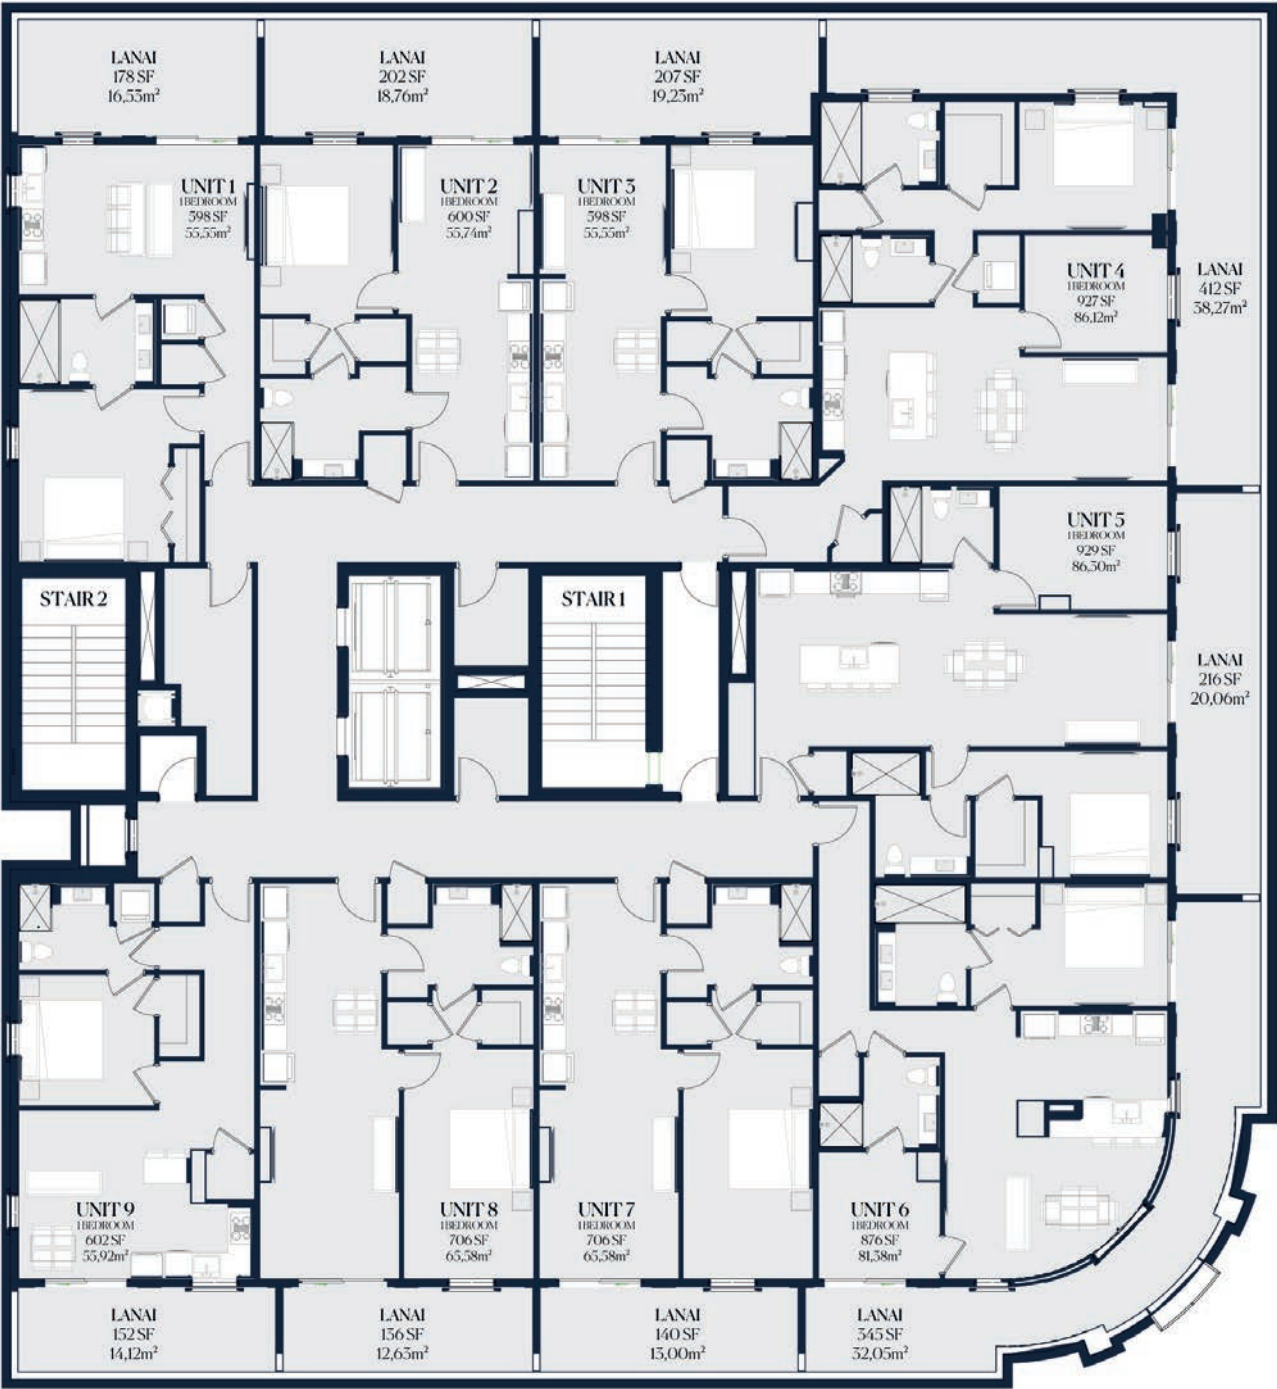 LANAI
178 SF
16,53m²
LANAI
202 SF
18,76m²
LANAI
207 SF
19,23m²
UNIT 1
1 BEDROOM
598 SF
55,55m²
UNIT 2
1 BEDROOM
600 SF
55,74m²
UNIT 3
1 BEDROOM
598 SF
55,55m²
UNIT 4
1 BEDROOM
927 SF
86,12m²
LANAI
412 SF
38,27m²
UNIT 5
1 BEDROOM
929 SF
86,30m²
STAIR 2
STAIR 1
LANAI
216 SF
20,06m²
UNIT 9
1 BEDROOM
602 SF
55,92m²
UNIT 8
1 BEDROOM
706 SF
65,58m²
UNIT 7
1 BEDROOM
706 SF
65,58m²
UNIT 6
1 BEDROOM
876 SF
81,38m²
LANAI
152 SF
14,12m²
LANAI
136 SF
12,63m²
LANAI
140 SF
13,00m²
LANAI
345 SF
32,05m²